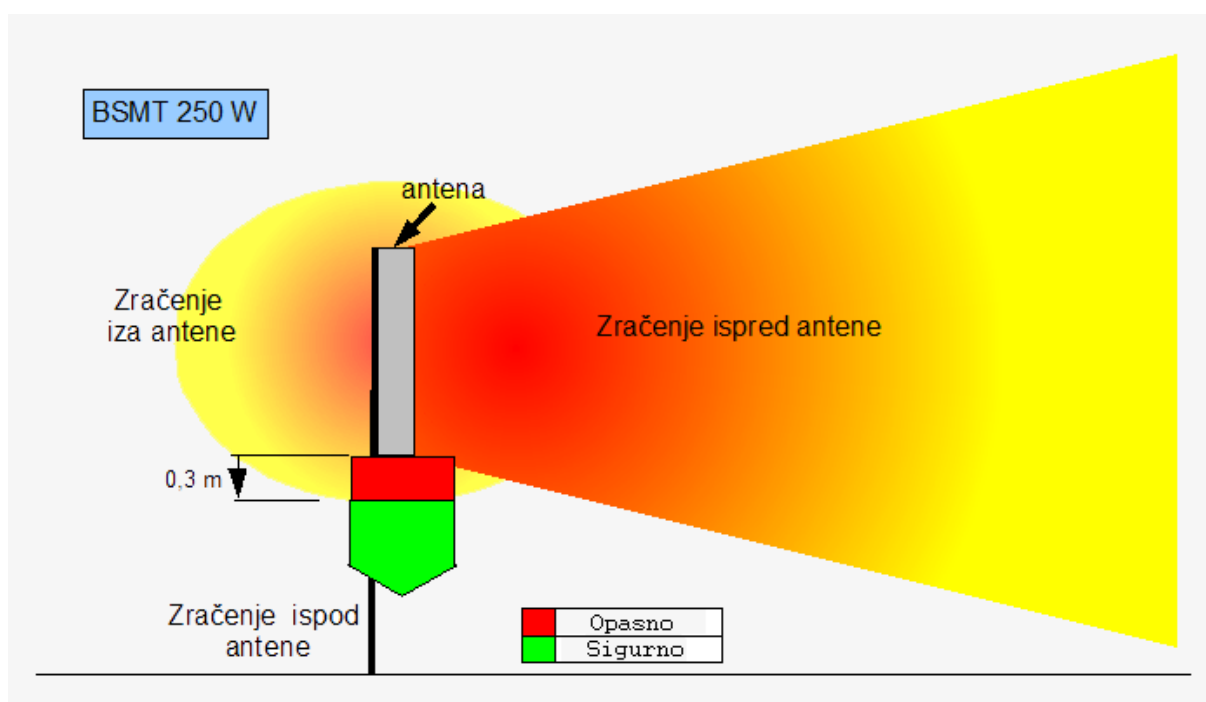 BSMT 250 W
antena
Zračenje
iza antene
Zračenje ispred antene
0,3 m
Zračenje ispod
antene
Opasno
Sigurno